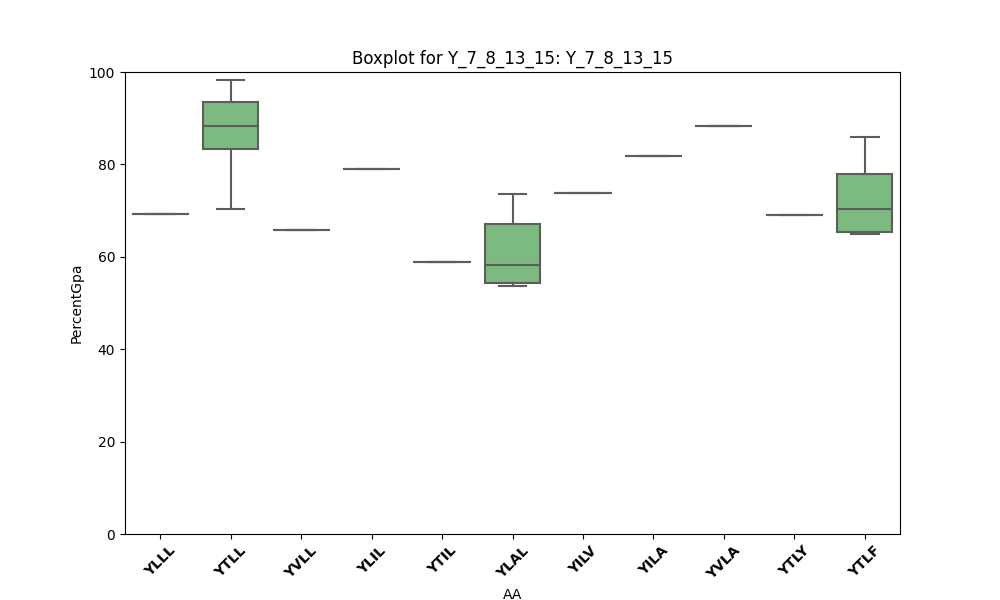 Boxplot for Y_7_8_13_15: Y_7_8_13_15
100
80
60
40
20
0
PercentGpa
YLLL YTLL YVLL YLIL YTIL YLAL YILV YILA YVLA YTLY YTLF
AA